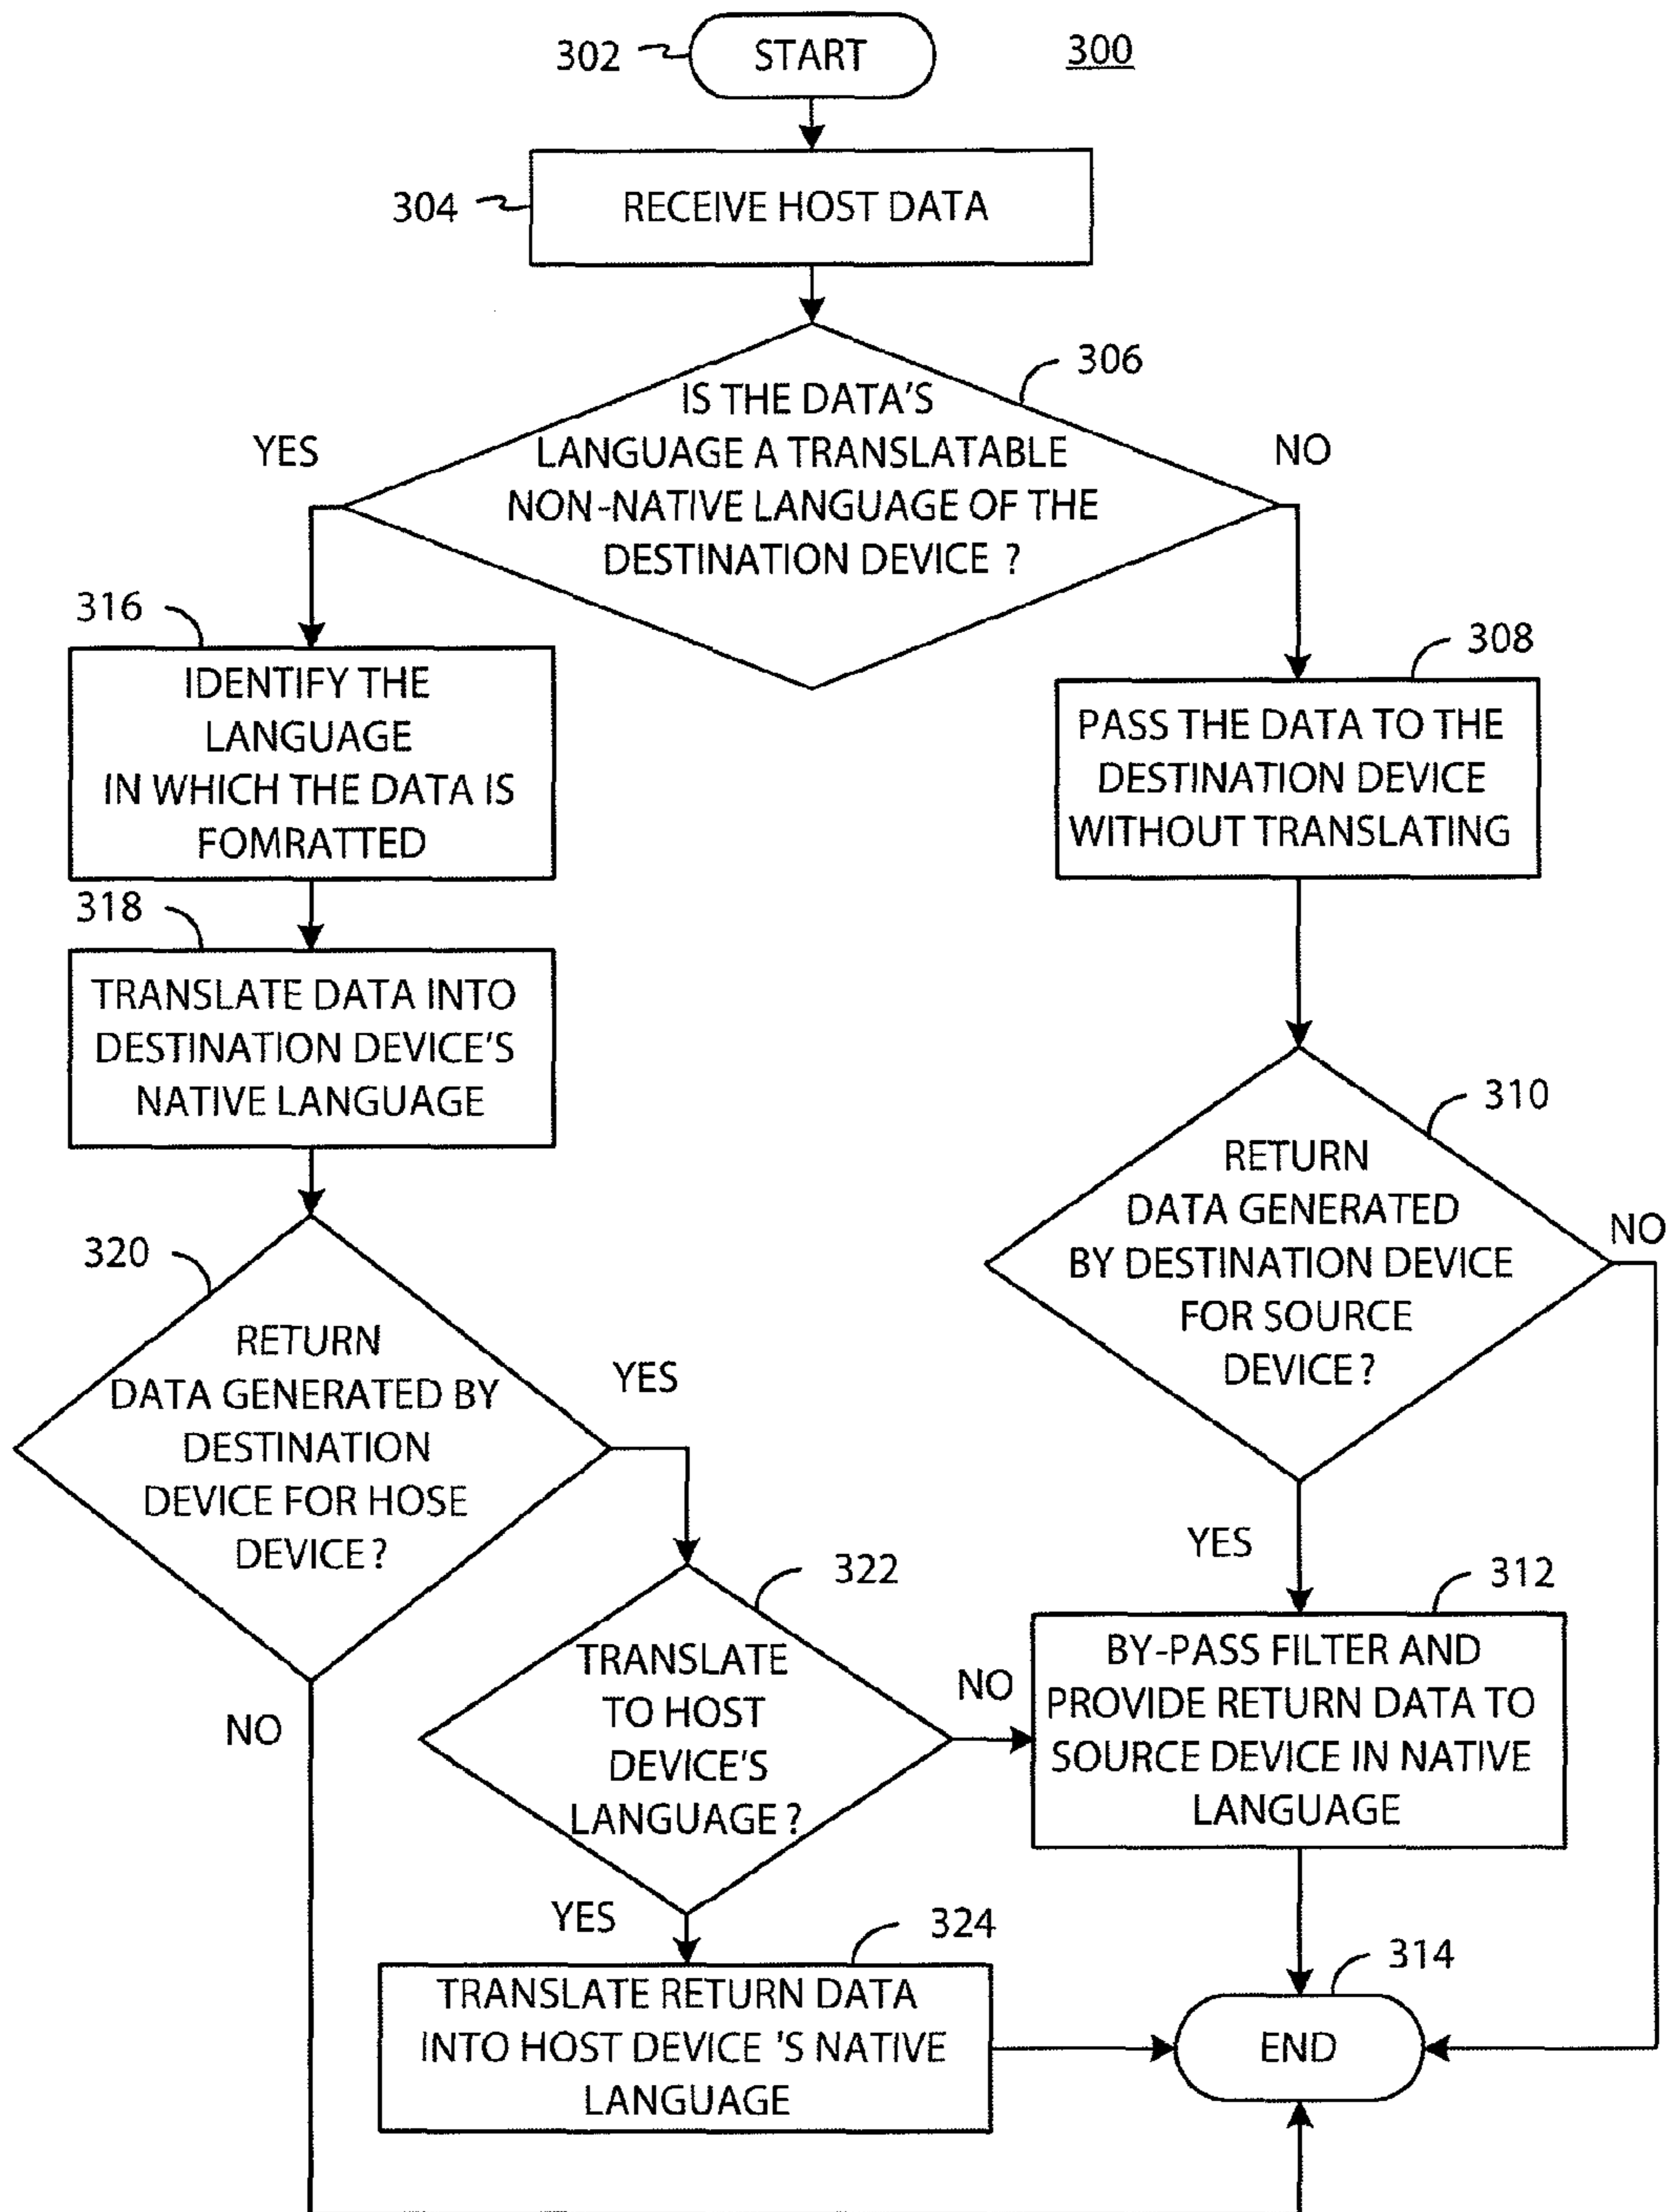 302
START
300
304
RECEIVE HOST DATA
306
IS THE DATA'S
LANGUAGE A TRANSLATABLE
NON-NATIVE LANGUAGE OF THE
DESTINATION DEVICE ?
YES
NO
316
IDENTIFY THE
LANGUAGE
IN WHICH THE DATA IS
FOMRATTED
308
PASS THE DATA TO THE
DESTINATION DEVICE
WITHOUT TRANSLATING
318
TRANSLATE DATA INTO
DESTINATION DEVICE'S
NATIVE LANGUAGE
310
RETURN
DATA GENERATED
BY DESTINATION DEVICE
FOR SOURCE
DEVICE?
NO
YES
320
RETURN
DATA GENERATED BY
DESTINATION
DEVICE FOR HOSE
DEVICE?
YES
NO
322
TRANSLATE
TO HOST
DEVICE'S
LANGUAGE?
NO
YES
312
BY-PASS FILTER AND
PROVIDE RETURN DATA TO
SOURCE DEVICE IN NATIVE
LANGUAGE
324
TRANSLATE RETURN DATA
INTO HOST DEVICE 'S NATIVE
LANGUAGE
314
END